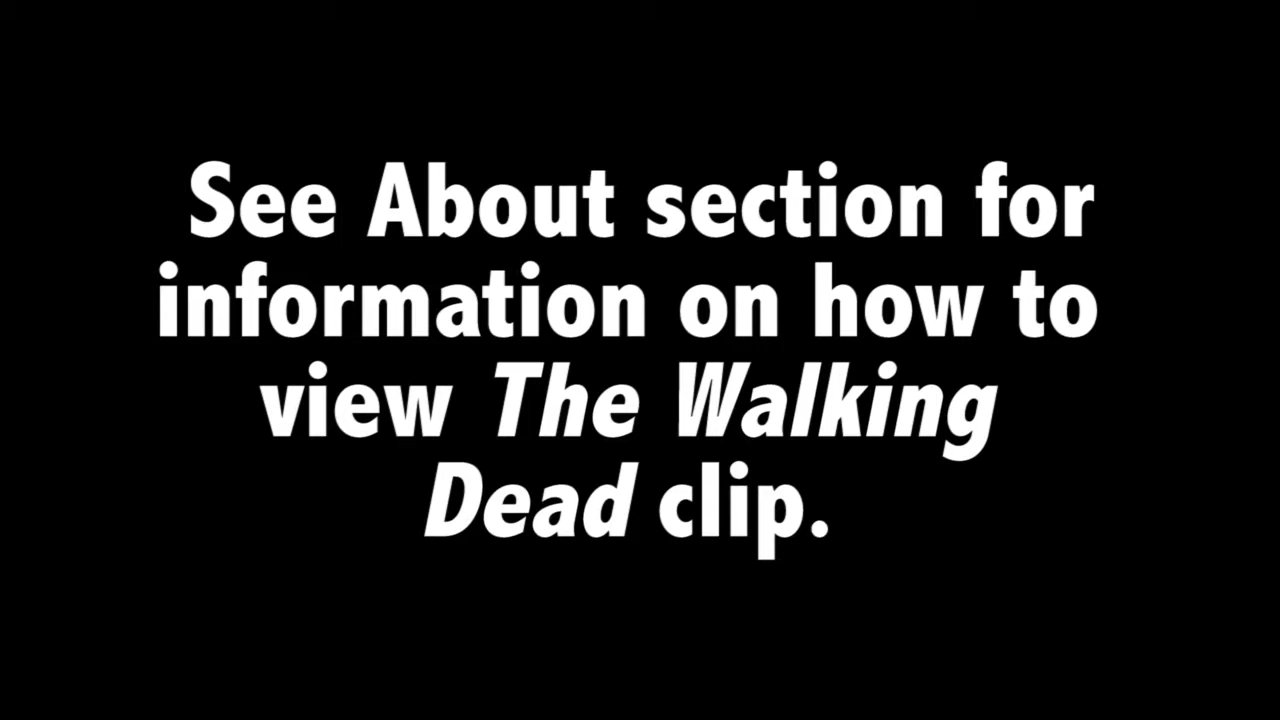 See About section for
information on how to
view The Walking
Dead clip.